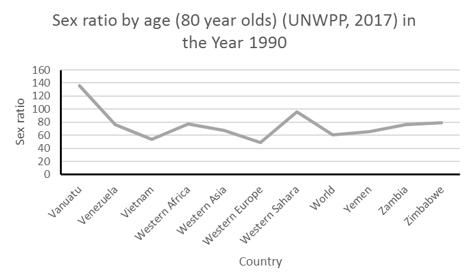 Sex ratio by age (80 year olds) (UNWPP, 2017) in
the Year 1990
160
140
120
100
80
60
40
20
0
Sex ratio
Vanuatu
Venezuela
Vietnam
Western Africa
Western Asia
Western Europe
Western Sahara
World
Yemen
Zambia
Zimbabwe
Country